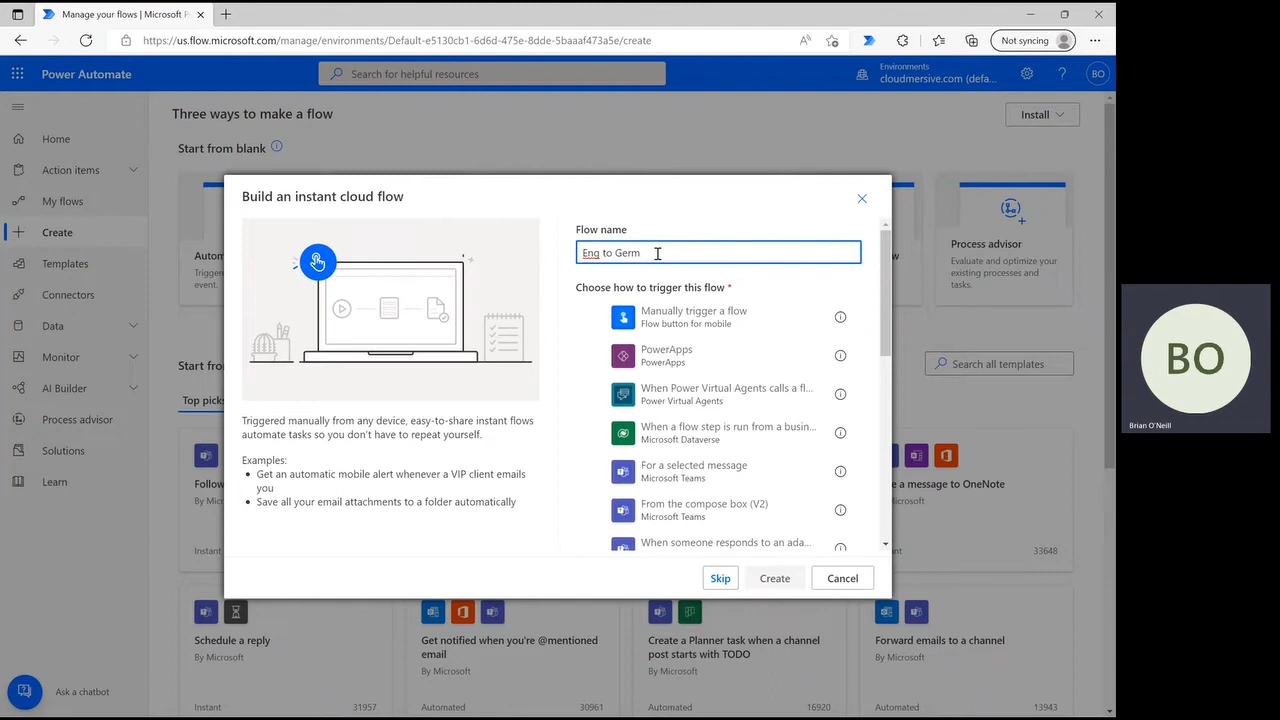 Manage your flows | Microsoft P
https://us.flow.microsoft.com/manage/environments/Default-e5130cb1-6d6d-475e-8dde-5baaaf473a5e/create
Not syncing
Power Automate
Search for helpful resources
Environments
cloudmersive.com (defa...
BO
Home
Action items
My flows
Create
Templates
Connectors
Data
Monitor
AI Builder
Process advisor
Solutions
Learn
Ask a chatbot
Three ways to make a flow
Install
Start from blank
Auto
Trigger
event.
Process advisor
Evaluate and optimize your
existing processes and
tasks.
Start from
Search all templates
Top picks
Build an instant cloud flow
Triggered manually from any device, easy-to-share instant flows
automate tasks so you don't have to repeat yourself.
Examples:
Get an automatic mobile alert whenever a VIP client emails
you
Save all your email attachments to a folder automatically
Flow name
Eng to Germ
Choose how to trigger this flow *
Manually trigger a flow
Flow button for mobile
PowerApps
PowerApps
When Power Virtual Agents calls a fl...
Power Virtual Agents
When a flow step is run from a busin...
Microsoft Dataverse
For a selected message
Microsoft Teams
From the compose box (V2)
Microsoft Teams
When someone responds to an ada...
Skip
Create
Cancel
Follow
By Microsoft
Instant
a message to OneNote
soft
ant
33648
Schedule a reply
By Microsoft
Instant
31957
Get notified when you're @mentioned
email
By Microsoft
Automated
30961
Create a Planner task when a channel
post starts with TODO
By Microsoft
Automated
16920
Forward emails to a channel
By Microsoft
Automated
13943
BO
Brian O'Neill